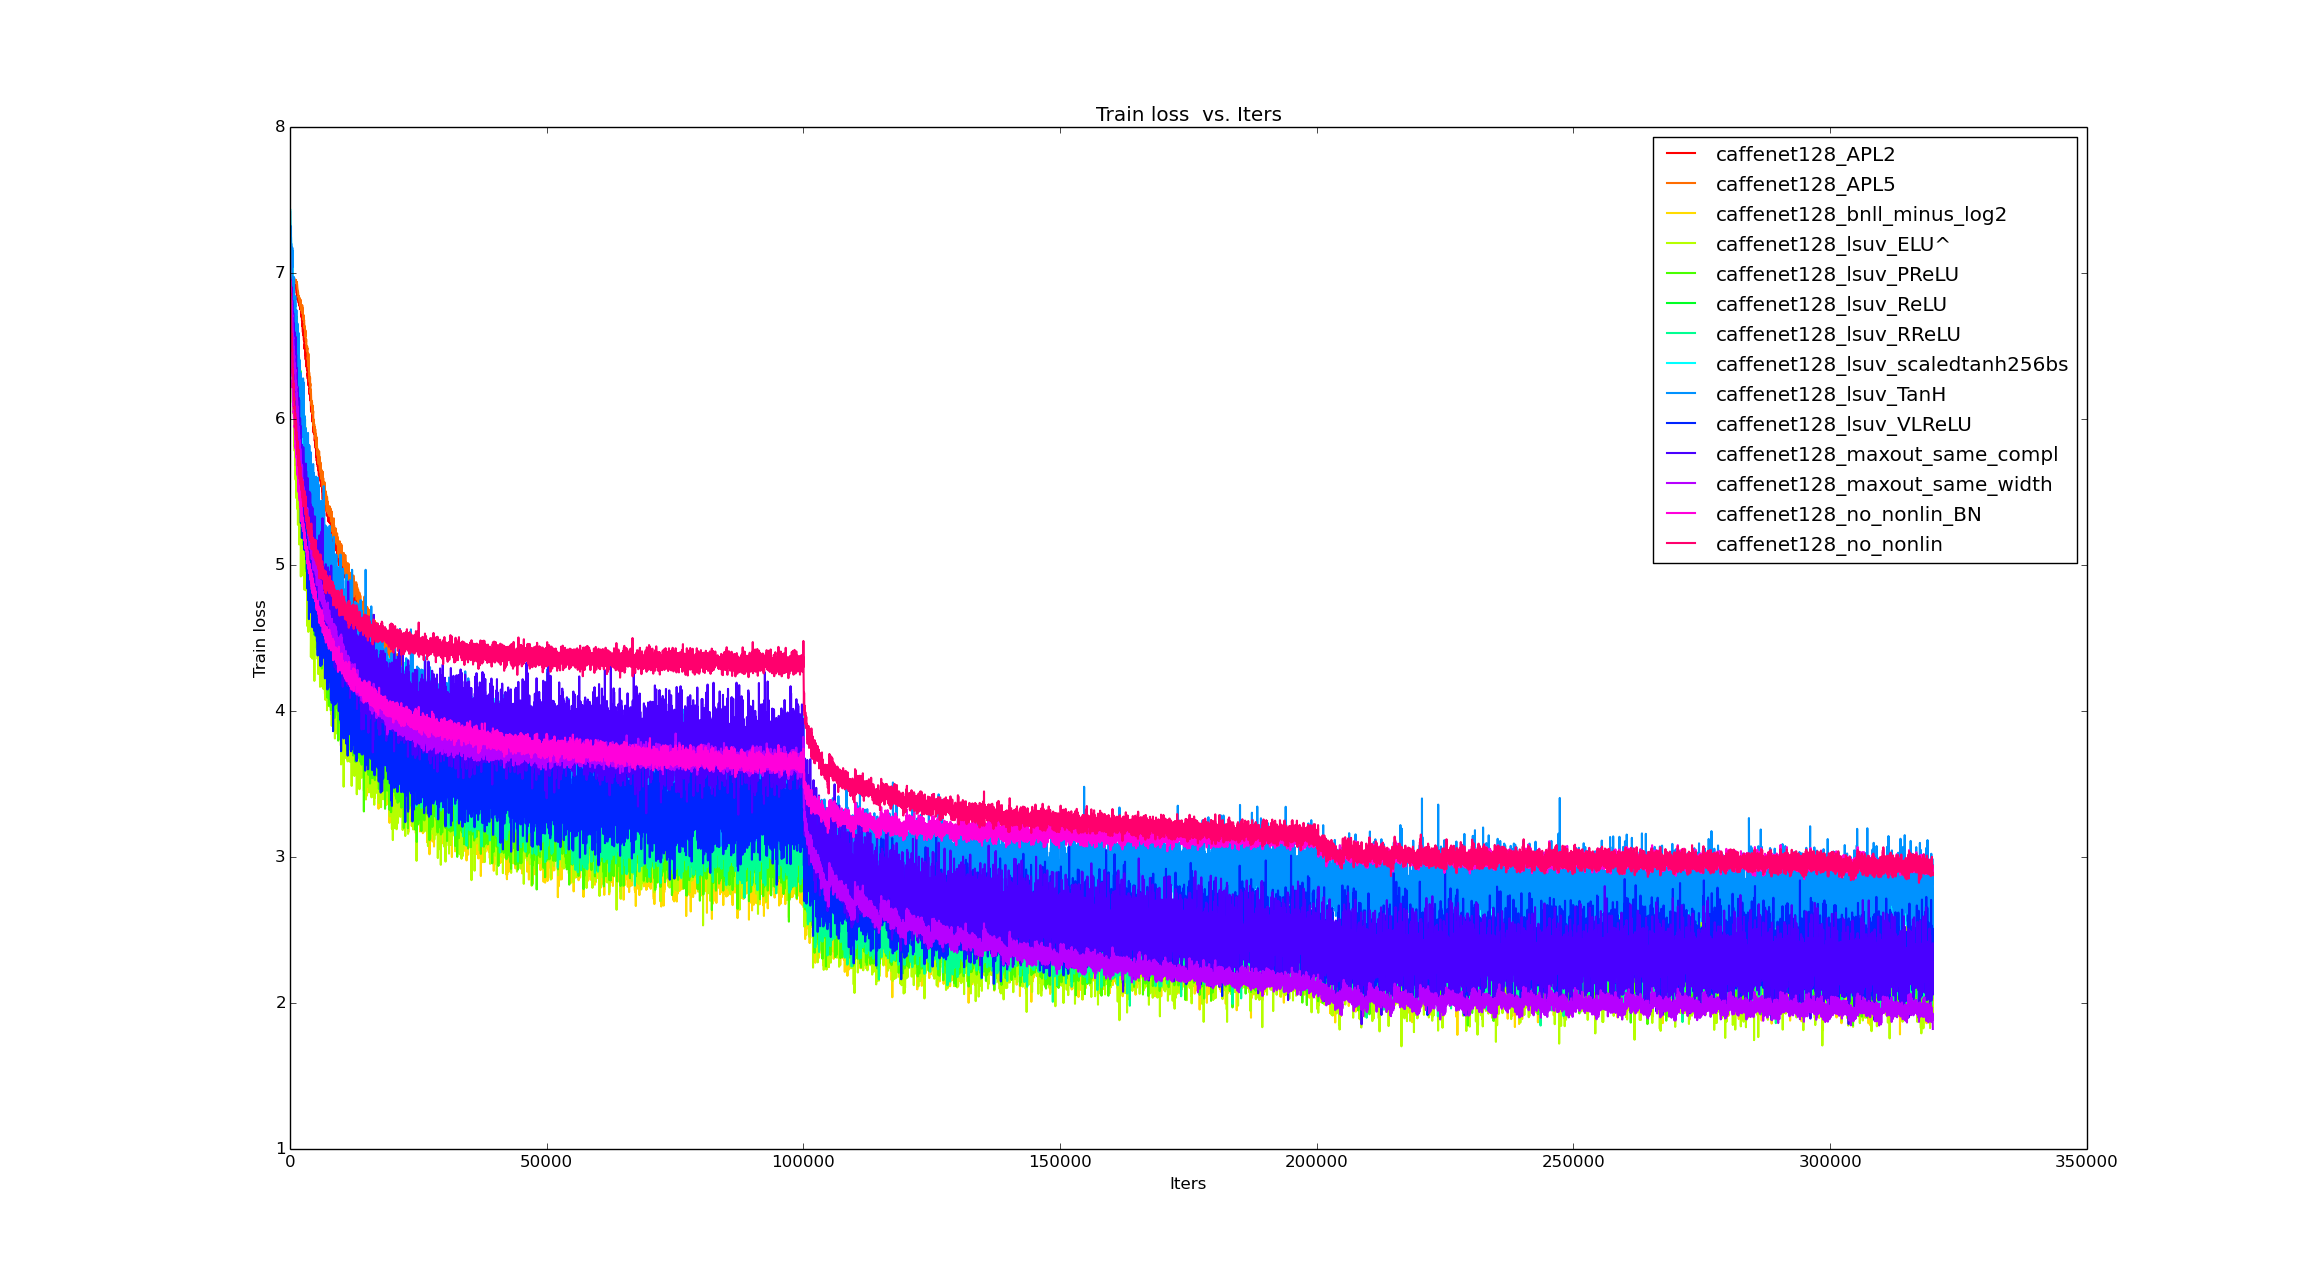 Train loss  vs. Iters
8
7
6
5
4
3
2
1
Train loss
0
50000
100000
150000
200000
250000
300000
350000
Iters
caffenet128_APL2
caffenet128_APL5
caffenet128_bnll_minus_log2
caffenet128_lsuv_ELU^
caffenet128_lsuv_PReLU
caffenet128_lsuv_ReLU
caffenet128_lsuv_RReLU
caffenet128_lsuv_scaledtanh256bs
caffenet128_lsuv_TanH
caffenet128_lsuv_VLReLU
caffenet128_maxout_same_compl
caffenet128_maxout_same_width
caffenet128_no_nonlin_BN
caffenet128_no_nonlin